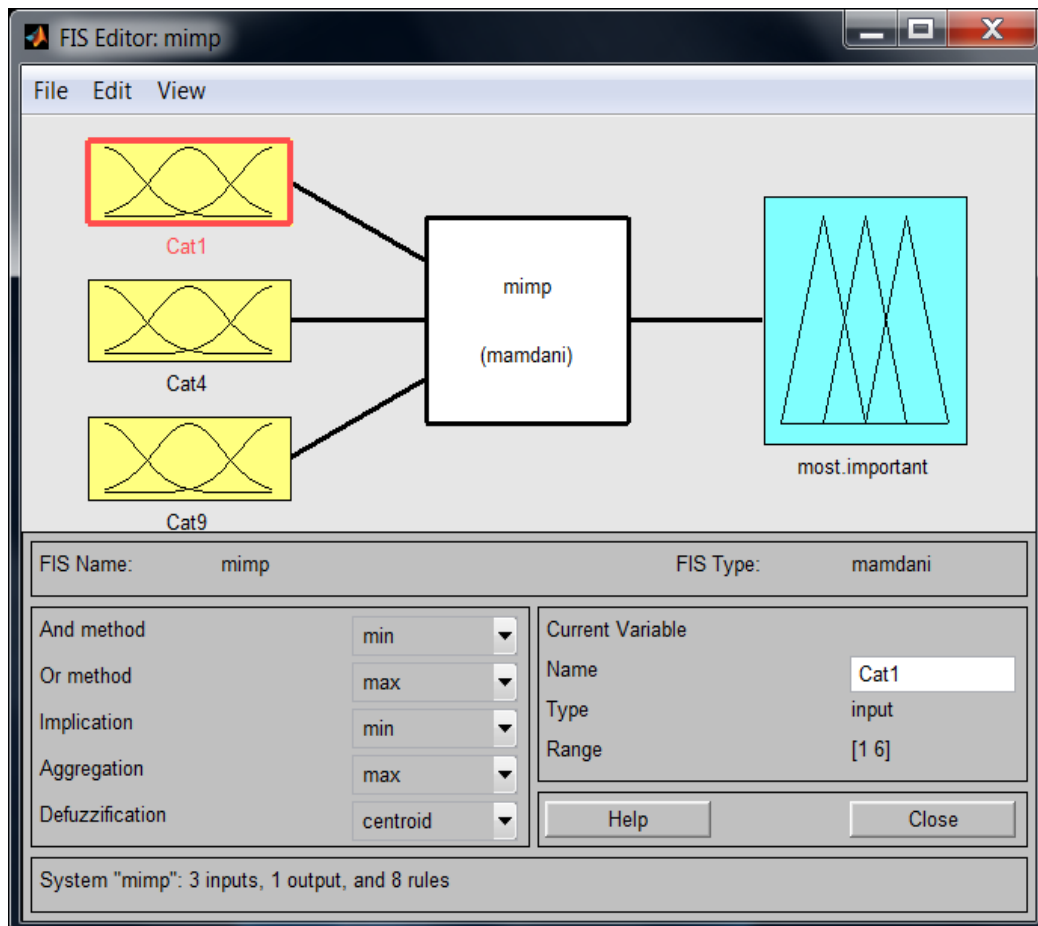 FIS Editor: mimp
File Edit View
Cat1
Cat4
Cat9
mimp
(mamdani)
most.important
FIS Name: mimp FIS Type: mamdani
And method min
Or method max
Implication min
Aggregation max
Defuzzification centroid
Current Variable
Name Cat1
Type input
Range [1 6]
Help Close
System "mimp": 3 inputs, 1 output, and 8 rules